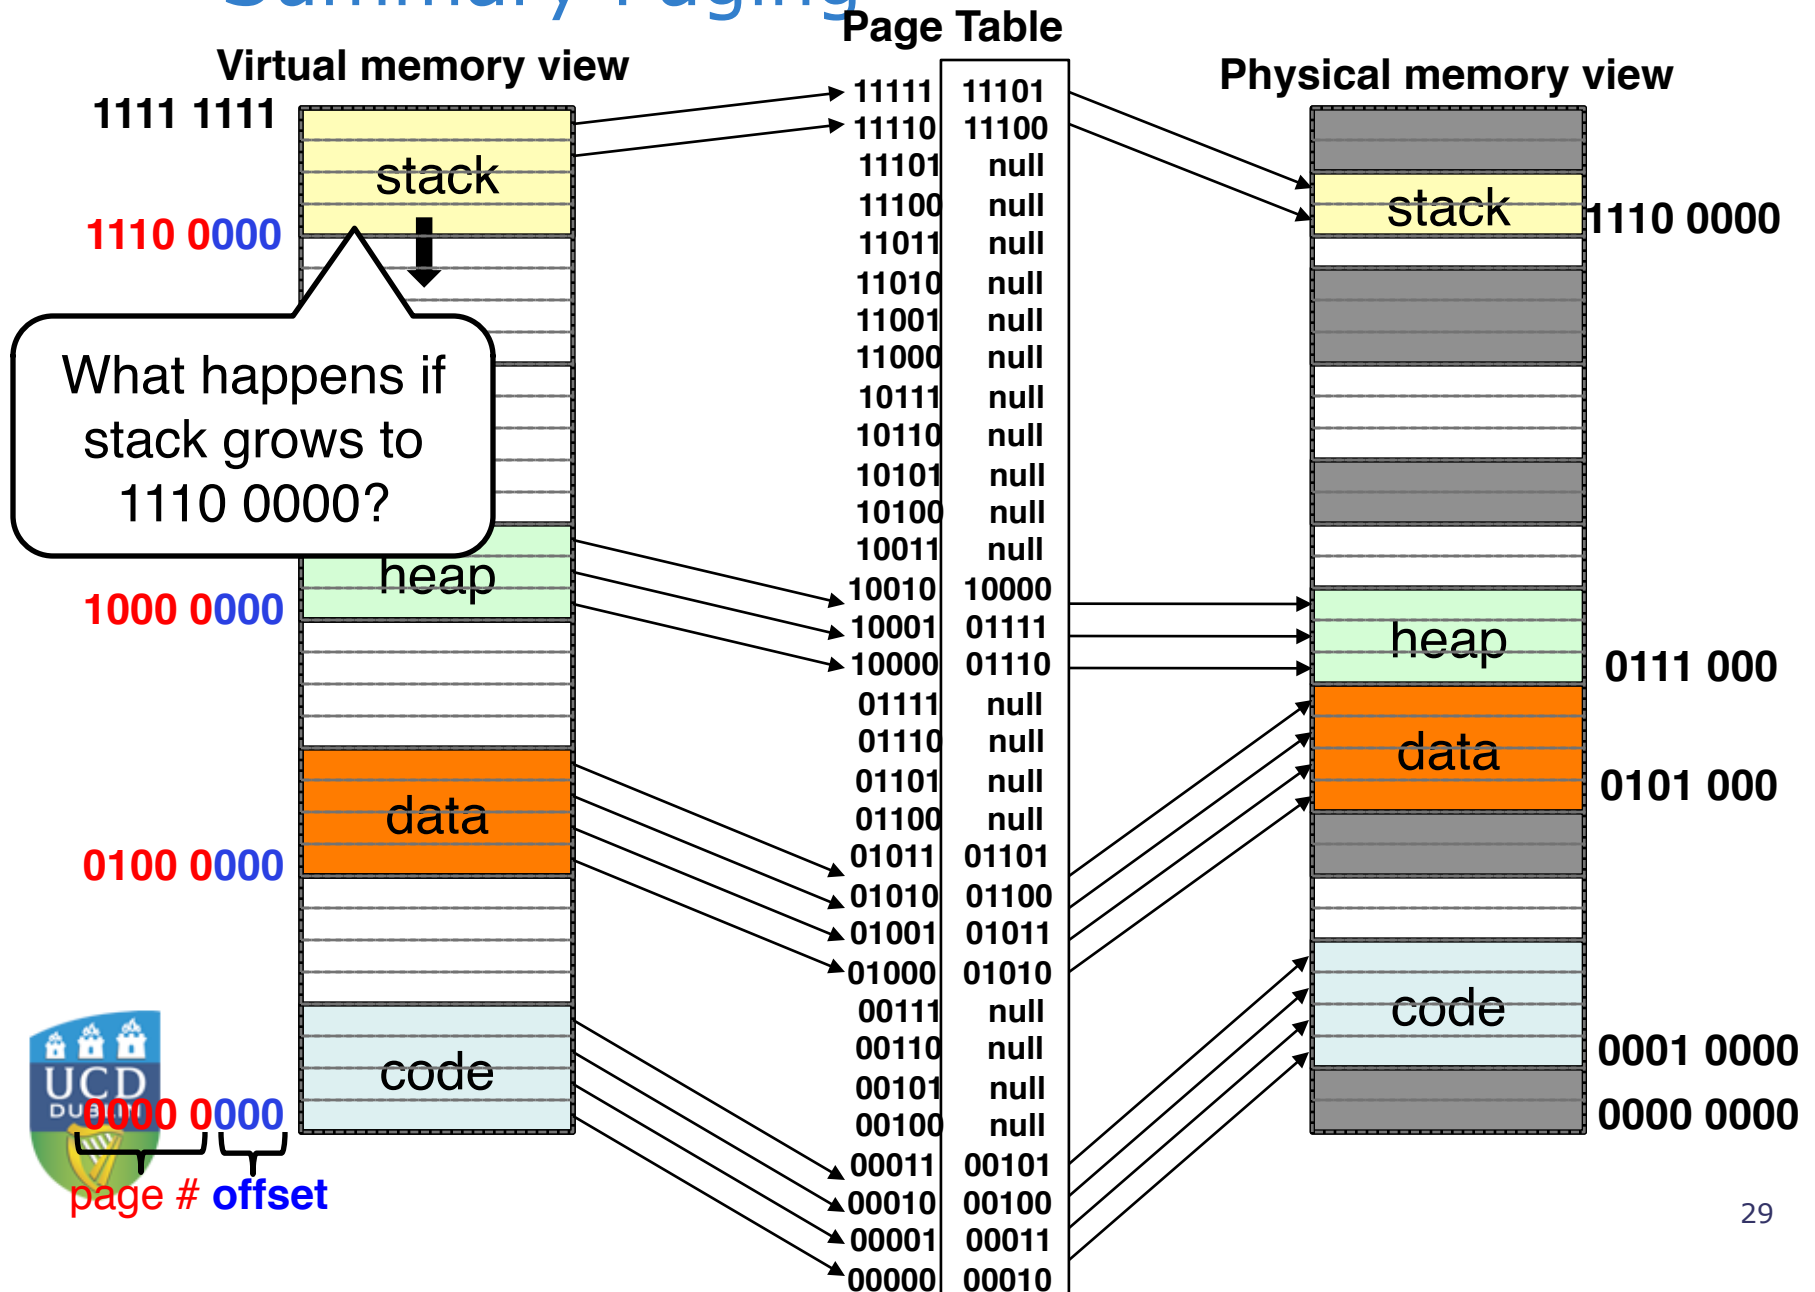 Summary Paging
Page Table
Virtual memory view
Physical memory view
1111 1111
stack
1110 0000
What happens if
stack grows to
1110 0000?
heap
1000 0000
data
0100 0000
code
0000 0000
page # offset
11111 11101
11110 11100
11101 null
11100 null
11011 null
11010 null
11001 null
11000 null
10111 null
10110 null
10101 null
10100 null
10011 null
10010 10000
10001 01111
10000 01110
01111 null
01110 null
01101 null
01100 null
01011 01101
01010 01100
01001 01011
01000 01010
00111 null
00110 null
00101 null
00100 null
00011 00101
00010 00100
00001 00011
00000 00010
stack
1110 0000
heap
0111 000
data
0101 000
code
0001 0000
0000 0000
UCD
DUBLIN
29